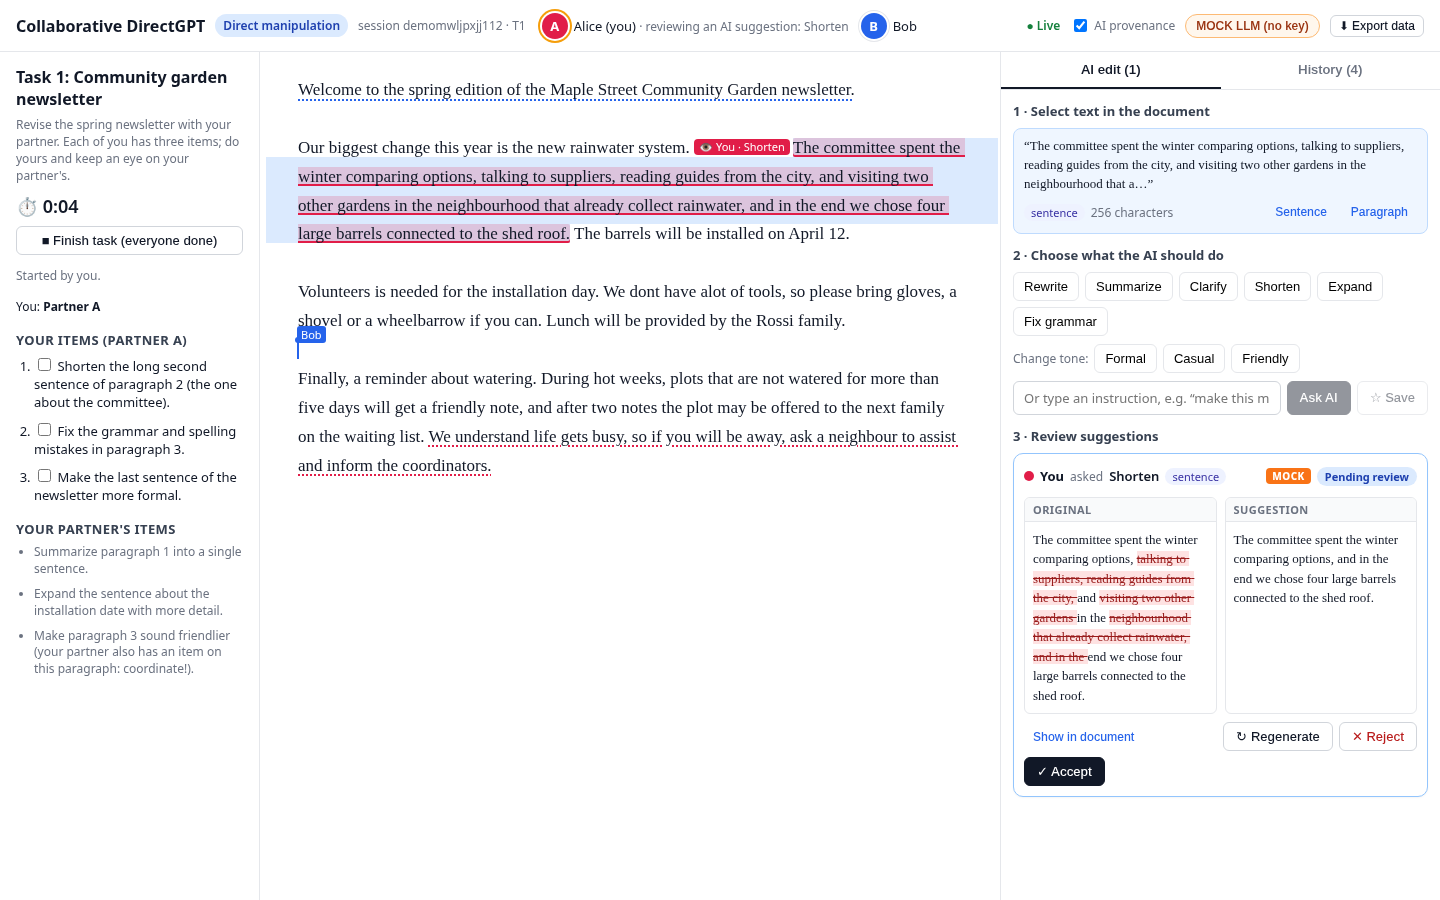 Collaborative DirectGPT Direct manipulation session demomwljpxjj112 · T1 A Alice (you) · reviewing an AI suggestion: Shorten B Bob ● Live AI provenance MOCK LLM (no key) ⬇ Export data
Task 1: Community garden
newsletter
Revise the spring newsletter with your
partner. Each of you has three items; do
yours and keep an eye on your
partner's.
⏱️ 0:04
■ Finish task (everyone done)
Started by you.
You: Partner A
YOUR ITEMS (PARTNER A)
1. Shorten the long second
sentence of paragraph 2 (the one
about the committee).
2. Fix the grammar and spelling
mistakes in paragraph 3.
3. Make the last sentence of the
newsletter more formal.
YOUR PARTNER'S ITEMS
• Summarize paragraph 1 into a single
sentence.
• Expand the sentence about the
installation date with more detail.
• Make paragraph 3 sound friendlier
(your partner also has an item on
this paragraph: coordinate!).
Welcome to the spring edition of the Maple Street Community Garden newsletter.
Our biggest change this year is the new rainwater system. 👁 You · Shorten The committee spent the
winter comparing options, talking to suppliers, reading guides from the city, and visiting two
other gardens in the neighbourhood that already collect rainwater, and in the end we chose four
large barrels connected to the shed roof. The barrels will be installed on April 12.
Volunteers is needed for the installation day. We dont have alot of tools, so please bring gloves, a
shovel or a wheelbarrow if you can. Lunch will be provided by the Rossi family.
Bob
Finally, a reminder about watering. During hot weeks, plots that are not watered for more than
five days will get a friendly note, and after two notes the plot may be offered to the next family
on the waiting list. We understand life gets busy, so if you will be away, ask a neighbour to assist
and inform the coordinators.
AI edit (1) History (4)
1 · Select text in the document
“The committee spent the winter comparing options, talking to suppliers,
reading guides from the city, and visiting two other gardens in the
neighbourhood that a…”
sentence 256 characters Sentence Paragraph
2 · Choose what the AI should do
Rewrite Summarize Clarify Shorten Expand
Fix grammar
Change tone: Formal Casual Friendly
Or type an instruction, e.g. “make this m Ask AI ☆ Save
3 · Review suggestions
You asked Shorten sentence MOCK Pending review
ORIGINAL
The committee spent the winter
comparing options, talking to
suppliers, reading guides from
the city, and visiting two other
gardens in the neighbourhood
that already collect rainwater,
and in the end we chose four
large barrels connected to the
shed roof.
SUGGESTION
The committee spent the winter
comparing options, and in the
end we chose four large barrels
connected to the shed roof.
Show in document ↻ Regenerate ✕ Reject
✓ Accept